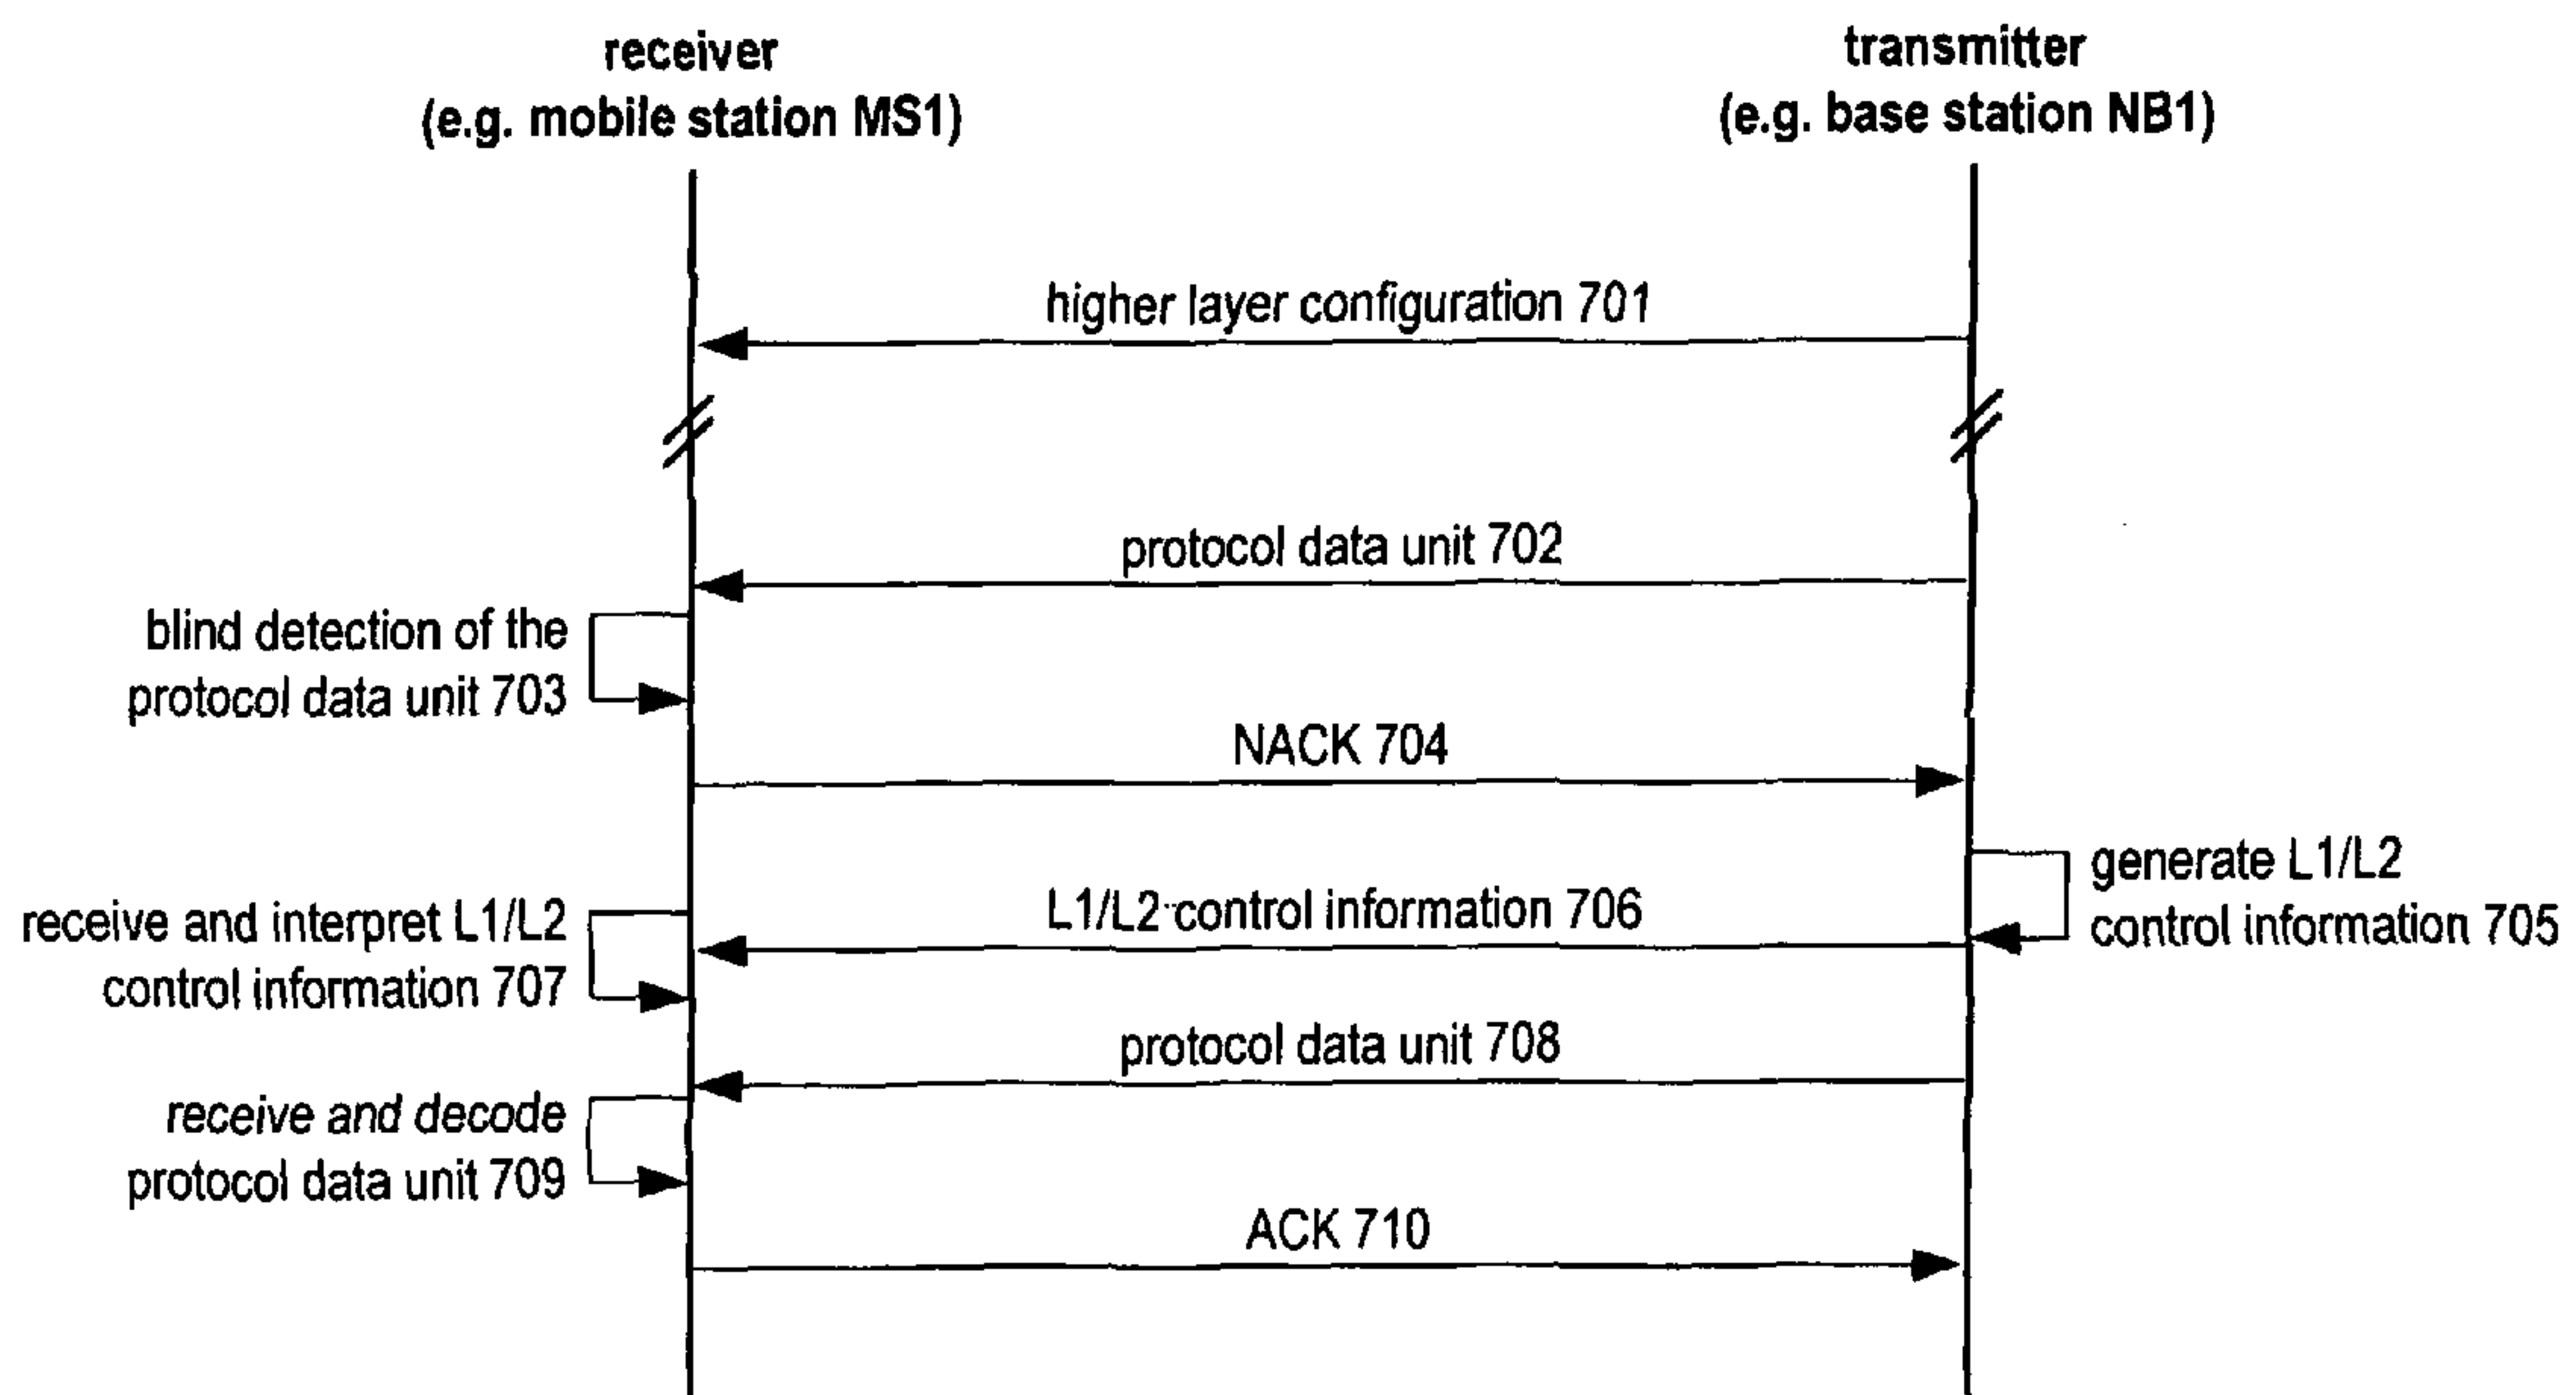 receiver
(e.g. mobile station MS1)
transmitter
(e.g. base station NB1)
higher layer configuration 701
protocol data unit 702
blind detection of the
protocol data unit 703
NACK 704
generate L1/L2
control information 705
L1/L2 control information 706
receive and interpret L1/L2
control information 707
protocol data unit 708
receive and decode
protocol data unit 709
ACK 710